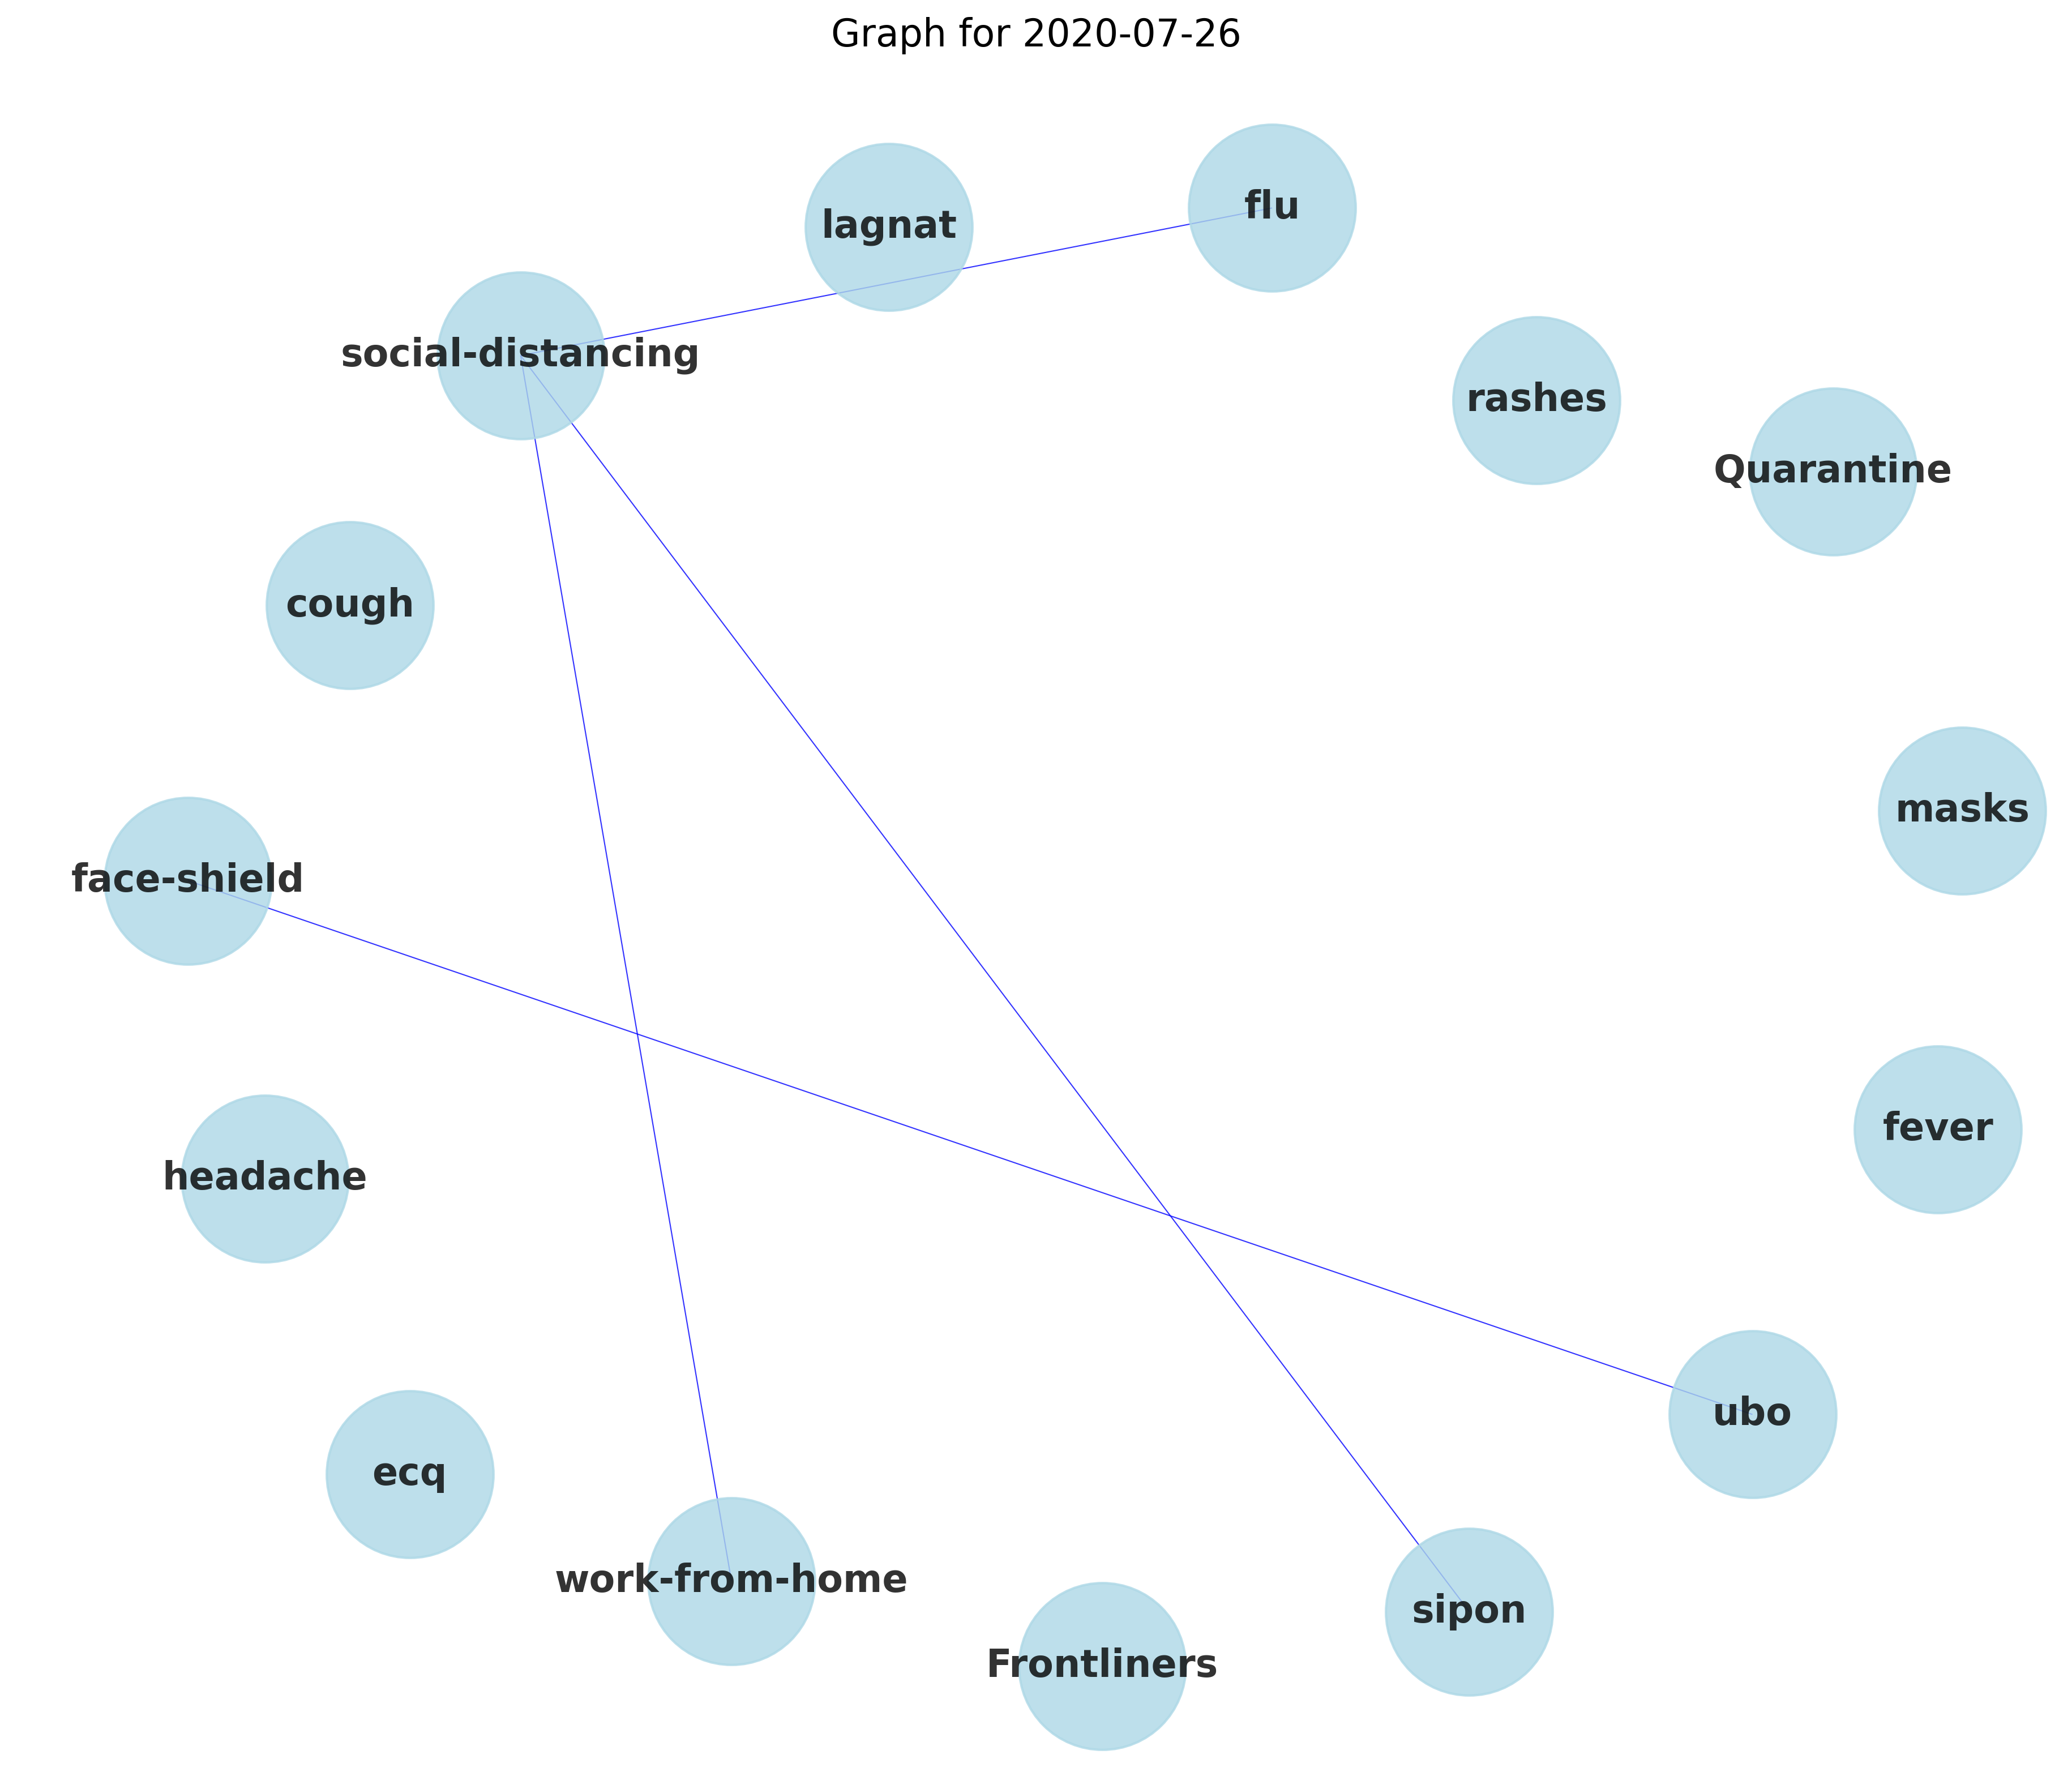 Graph for 2020-07-26
flu
lagnat
social-distancing
rashes
Quarantine
cough
masks
face-shield
fever
headache
ubo
ecq
work-from-home
sipon
Frontliners